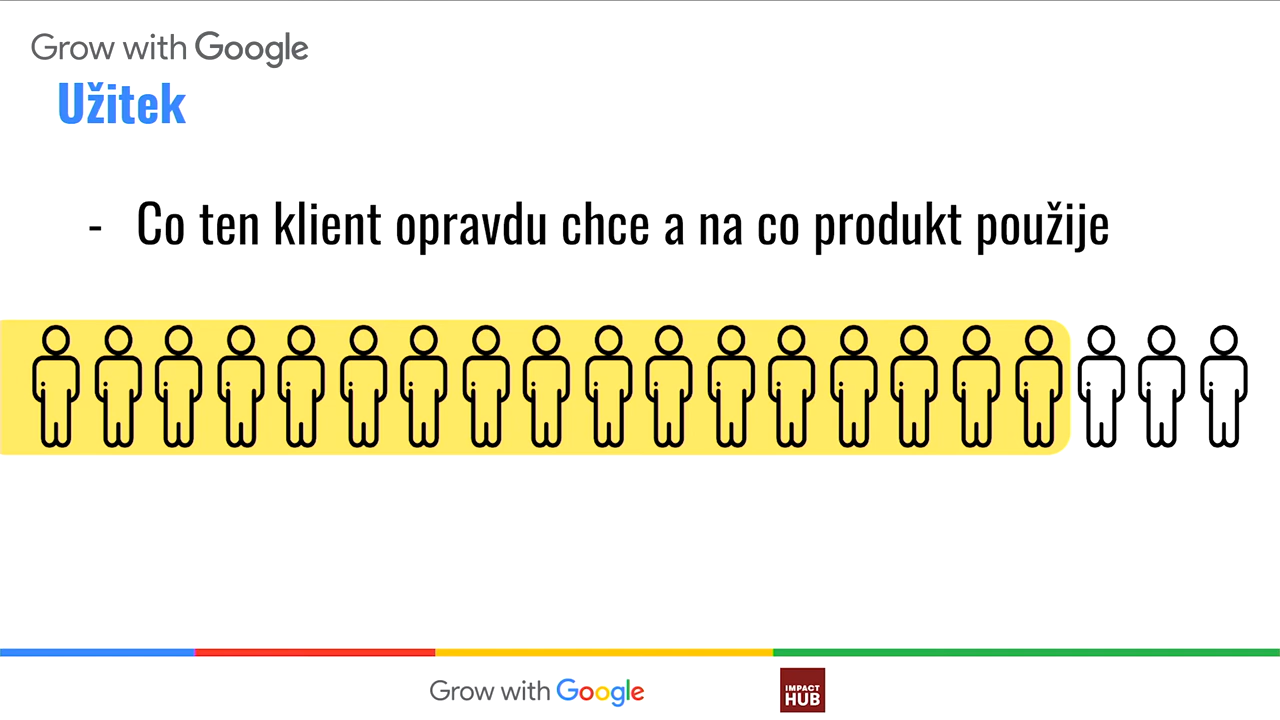 Grow with Google
Užitek
- Co ten klient opravdu chce a na co produkt použije
Grow with Google
IMPACT
HUB